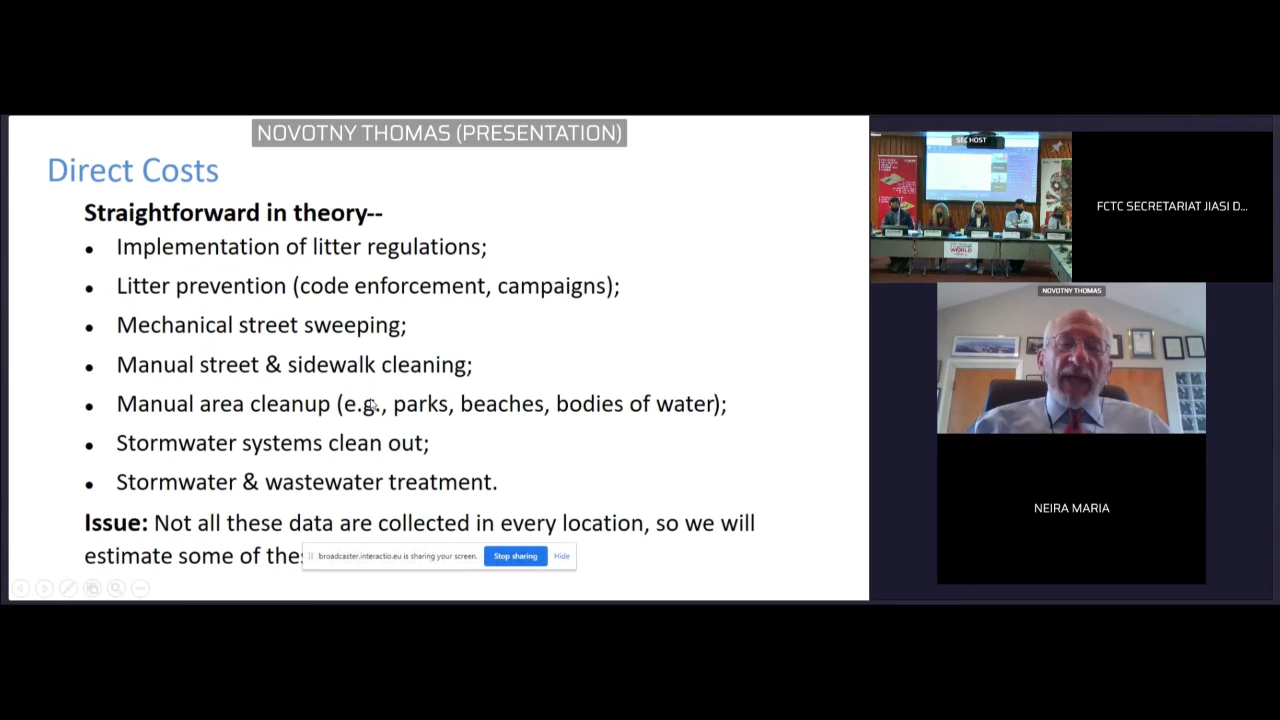 NOVOTNY THOMAS (PRESENTATION)
Direct Costs
Straightforward in theory--
• Implementation of litter regulations;
• Litter prevention (code enforcement, campaigns);
• Mechanical street sweeping;
• Manual street & sidewalk cleaning;
• Manual area cleanup (e.g., parks, beaches, bodies of water);
• Stormwater systems clean out;
• Stormwater & wastewater treatment.
Issue: Not all these data are collected in every location, so we will
estimate some of
broadcaster.interactio.eu is sharing your screen.
Stop sharing
Hide
HOST
FCTC SECRETARIAT JIASI D...
WORLD
NOVOTNY THOMAS
NEIRA MARIA